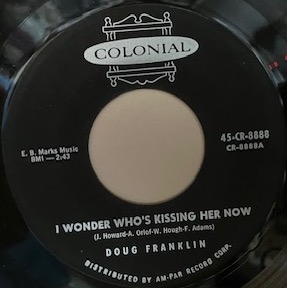 COLONIAL
E. B. Marks Music
BMI — 2:43
45-CR-8888
CR-8888A
I WONDER WHO'S KISSING HER NOW
(J. Howard-A. Orlof-W. Hough-F. Adams)
DOUG FRANKLIN
DISTRIBUTED BY AM-PAR RECORD CORP.